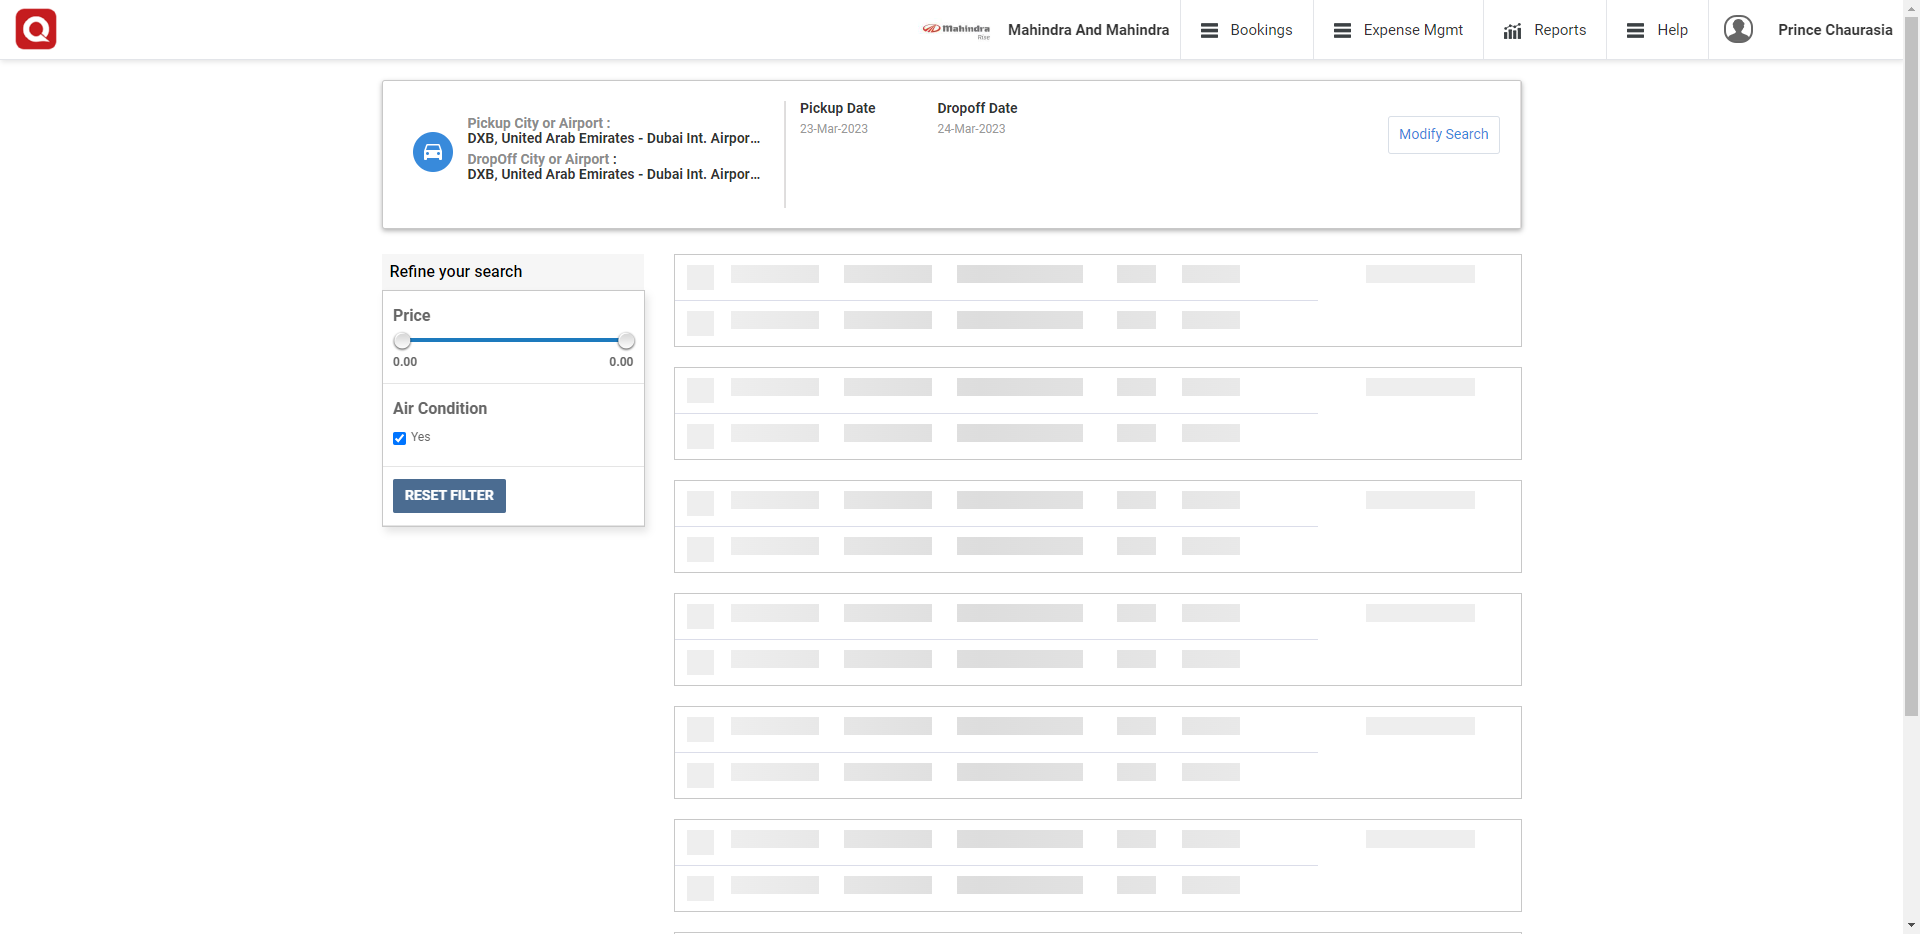 Q
Mahindra
Rise
Mahindra And Mahindra
Bookings
Expense Mgmt
Reports
Help
Prince Chaurasia
Pickup City or Airport :
DXB, United Arab Emirates - Dubai Int. Airpor...
DropOff City or Airport :
DXB, United Arab Emirates - Dubai Int. Airpor...
Pickup Date
23-Mar-2023
Dropoff Date
24-Mar-2023
Modify Search
Refine your search
Price
0.00 0.00
Air Condition
Yes
RESET FILTER